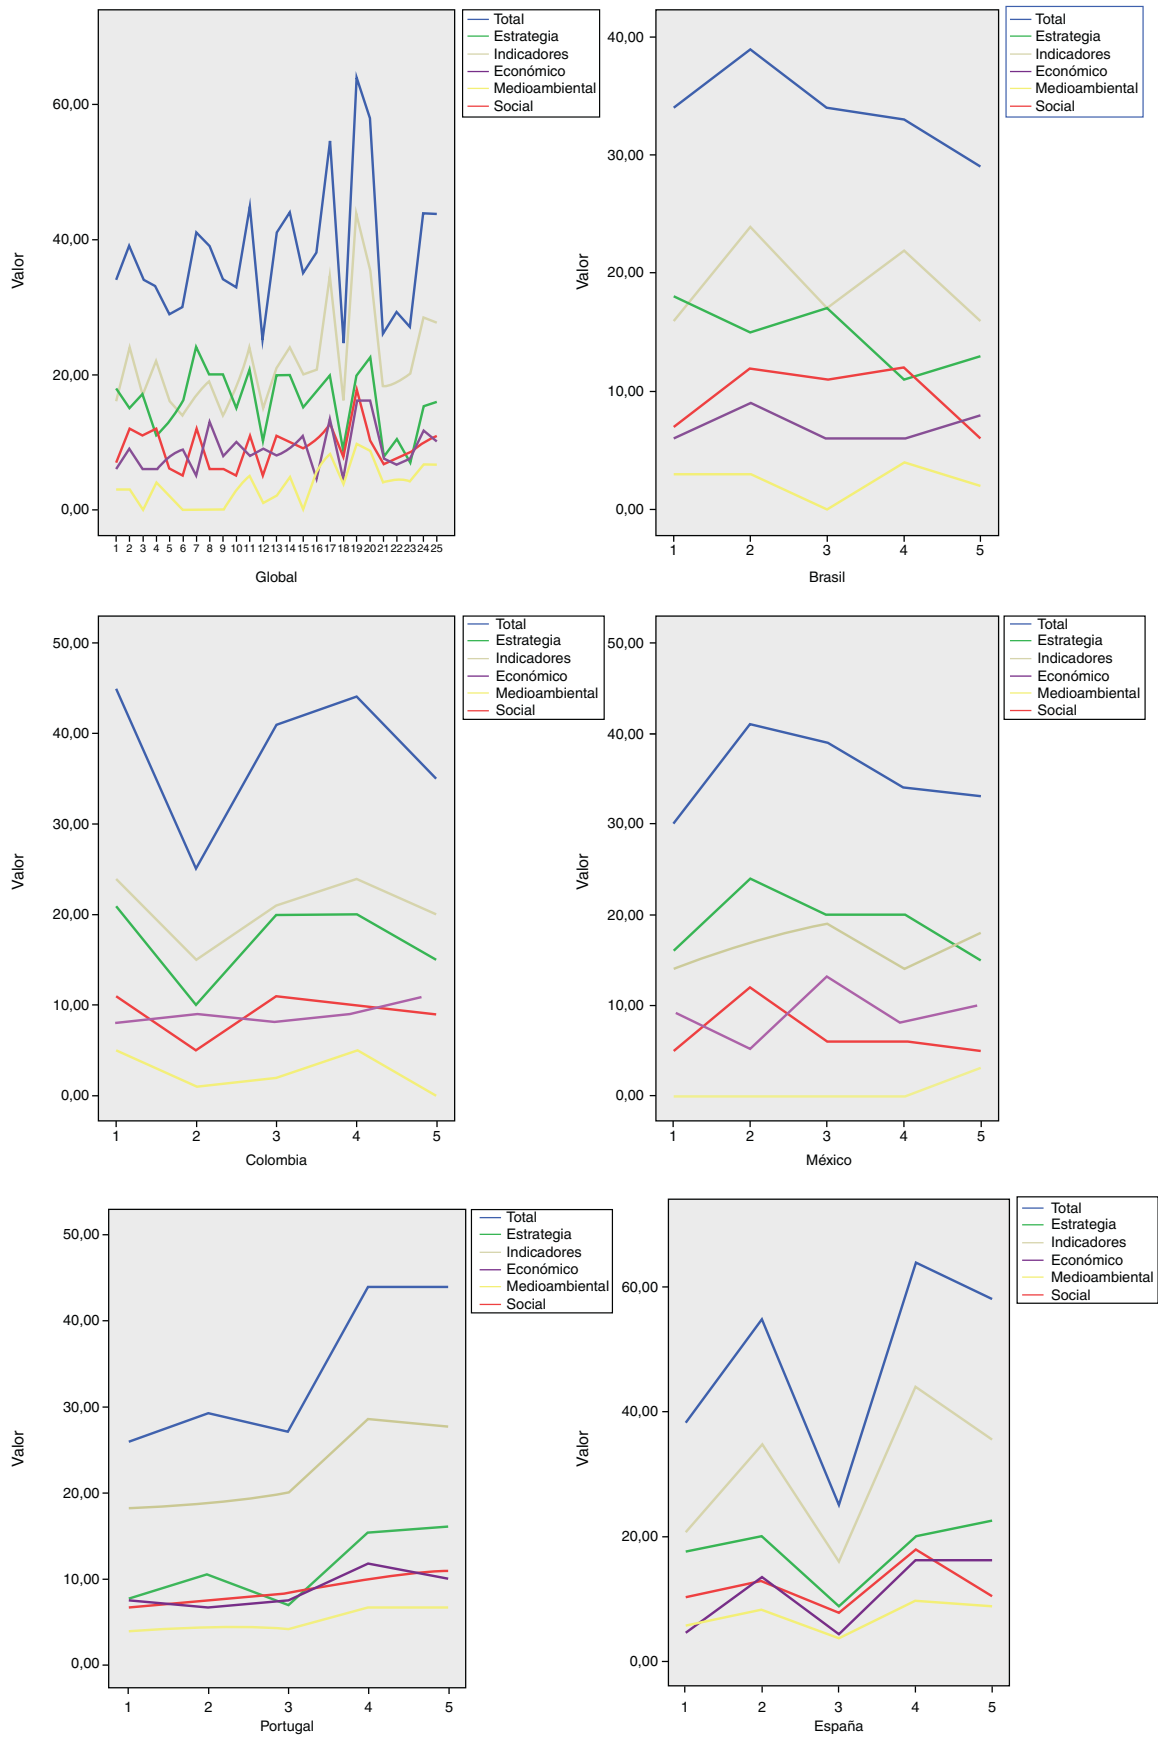 Total
Estrategia
Indicadores
Económico
Medioambiental
Social
60,00
40,00
20,00
0,00
Valor
1 2 3 4 5 6 7 8 9 10 11 12 13 14 15 16 17 18 19 20 21 22 23 24 25
Global
Total
Estrategia
Indicadores
Económico
Medioambiental
Social
40,00
30,00
20,00
10,00
0,00
Valor
1 2 3 4 5
Brasil
Total
Estrategia
Indicadores
Económico
Medioambiental
Social
50,00
40,00
30,00
20,00
10,00
0,00
Valor
1 2 3 4 5
Colombia
Total
Estrategia
Indicadores
Económico
Medioambiental
Social
50,00
40,00
30,00
20,00
10,00
0,00
Valor
1 2 3 4 5
México
Total
Estrategia
Indicadores
Económico
Medioambiental
Social
50,00
40,00
30,00
20,00
10,00
0,00
Valor
1 2 3 4 5
Portugal
Total
Estrategia
Indicadores
Económico
Medioambiental
Social
60,00
40,00
20,00
0,00
Valor
1 2 3 4 5
España